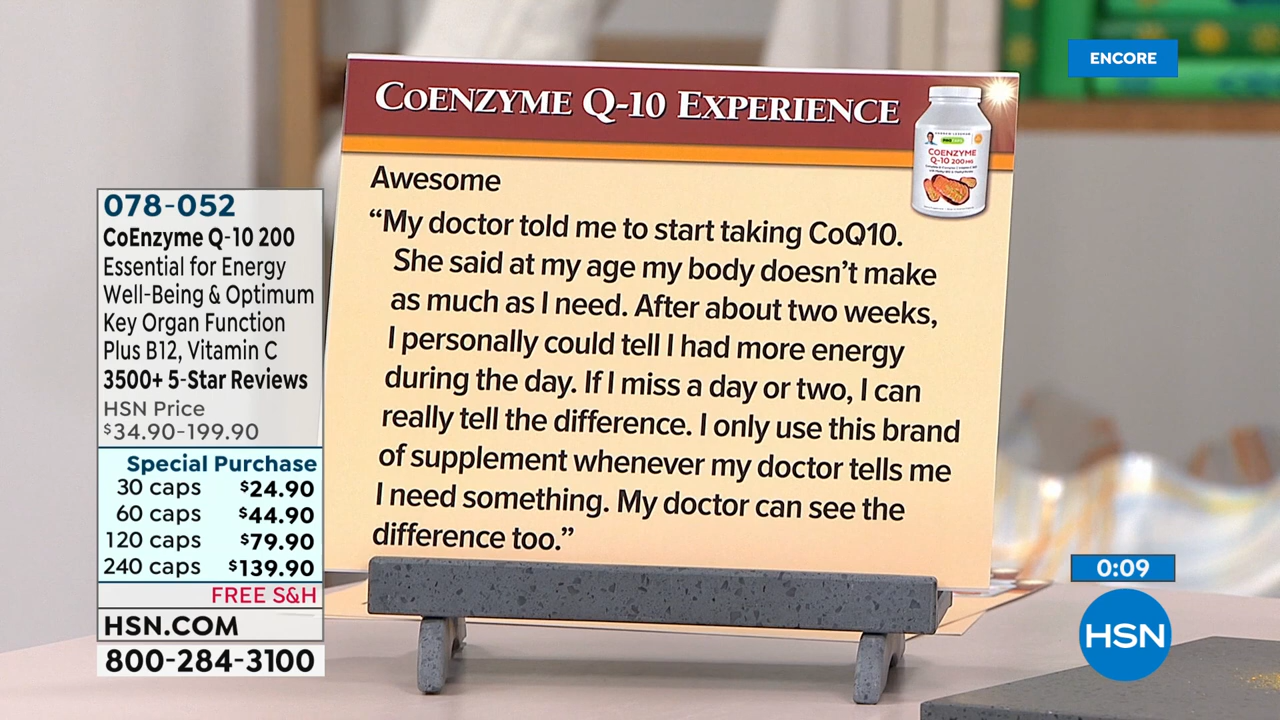 ENCORE
COENZYME Q-10 EXPERIENCE
COENZYME
Q-10 200 MG
Awesome
“My doctor told me to start taking CoQ10.
She said at my age my body doesn’t make
as much as I need. After about two weeks,
I personally could tell I had more energy
during the day. If I miss a day or two, I can
really tell the difference. I only use this brand
of supplement whenever my doctor tells me
I need something. My doctor can see the
difference too.”
078-052
CoEnzyme Q-10 200
Essential for Energy
Well-Being & Optimum
Key Organ Function
Plus B12, Vitamin C
3500+ 5-Star Reviews
HSN Price
$34.90-199.90
Special Purchase
30 caps $24.90
60 caps $44.90
120 caps $79.90
240 caps $139.90
FREE S&H
HSN.COM
800-284-3100
0:09
HSN